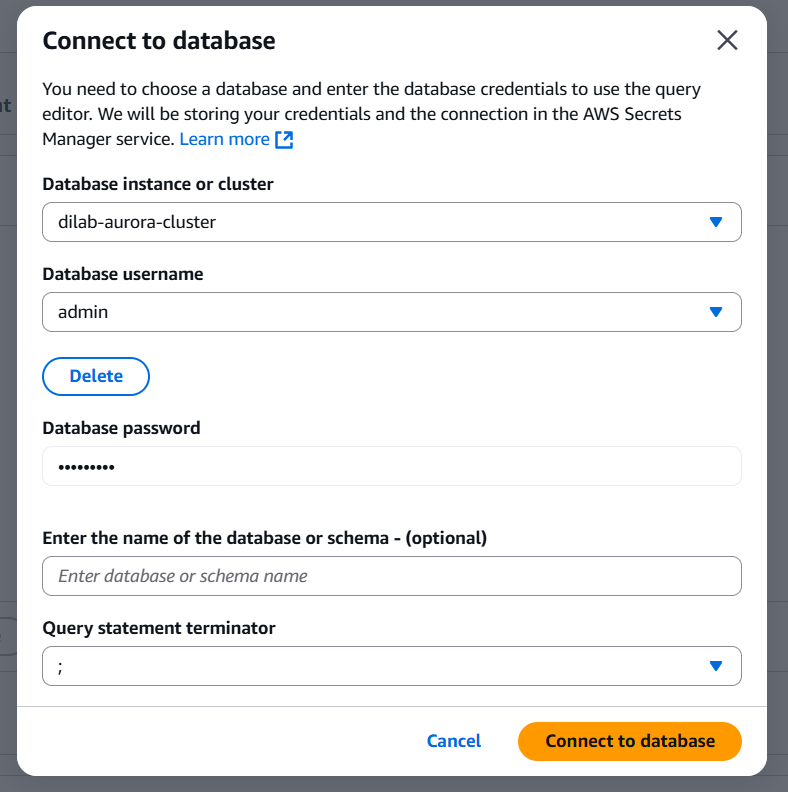 Connect to database
You need to choose a database and enter the database credentials to use the query
editor. We will be storing your credentials and the connection in the AWS Secrets
Manager service. Learn more
Database instance or cluster
dilab-aurora-cluster
Database username
admin
Delete
Database password
•••••••••
Enter the name of the database or schema - (optional)
Enter database or schema name
Query statement terminator
;
Cancel
Connect to database